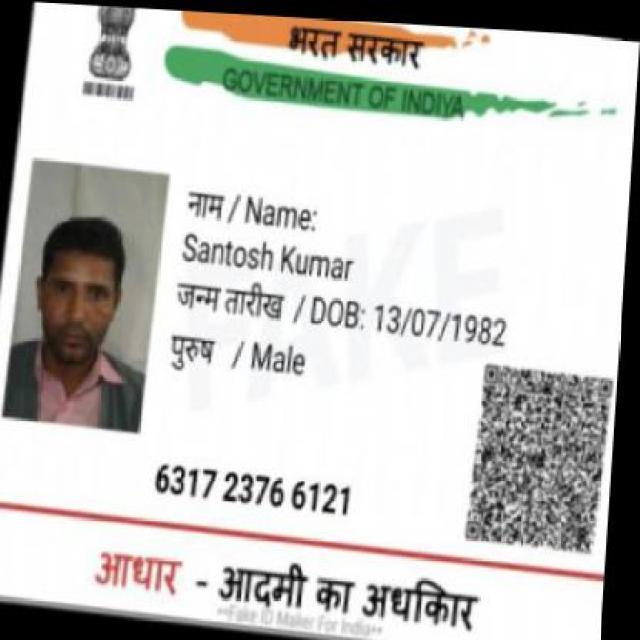 भरत सरकार
GOVERNMENT OF INDIYA
नाम / Name:
Santosh Kumar
जन्म तारीख / DOB: 13/07/1982
पुरुष / Male
FAKE
6317 2376 6121
आधार - आदमी का अधकिार
**Fake ID Maker For India**